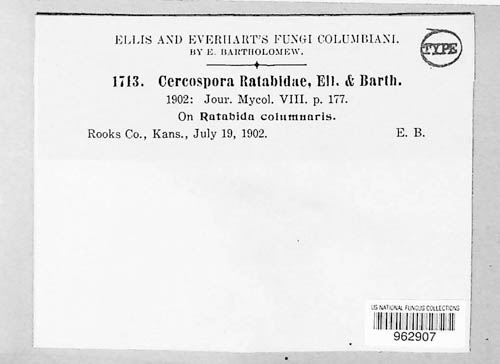 ELLIS AND EVERHART'S FUNGI COLUMBIANI.
BY E. BARTHOLOMEW.
TYPE
1713. Cercospora Ratabidae, Ell. & Barth.
1902: Jour. Mycol. VIII. p. 177.
On Ratabida columnaris.
Rooks Co., Kans., July 19, 1902. E. B.
US NATIONAL FUNGUS COLLECTIONS
962907